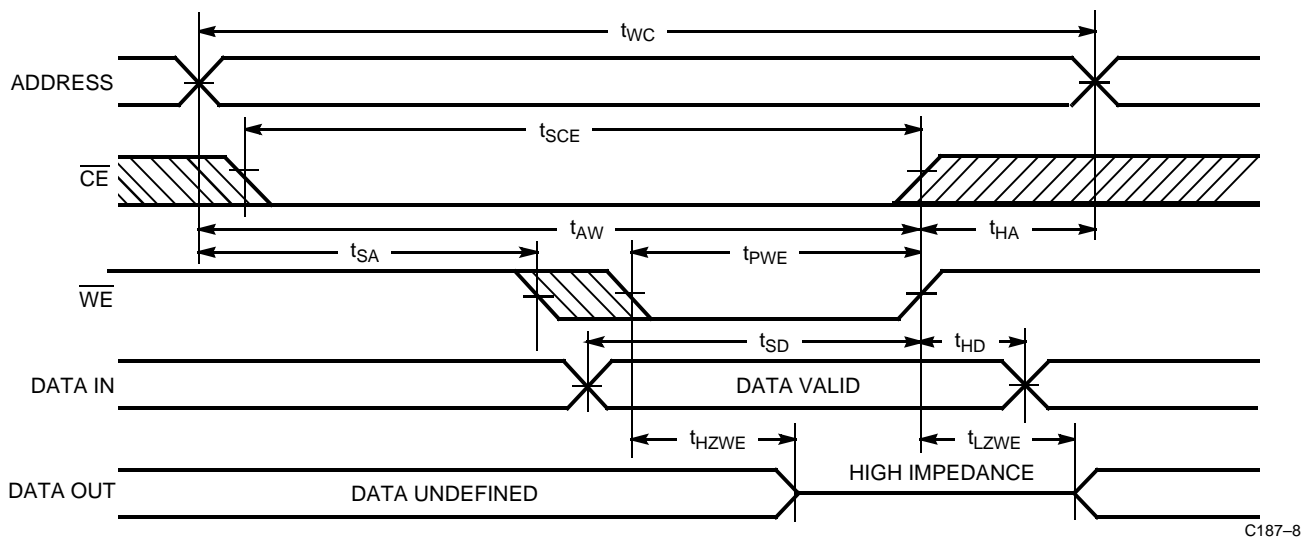 tWC
ADDRESS
tSCE
CE
tAW
tHA
tSA
tPWE
WE
tSD
tHD
DATA IN
DATA VALID
tHZWE
tLZWE
HIGH IMPEDANCE
DATA OUT
DATA UNDEFINED
C187–8